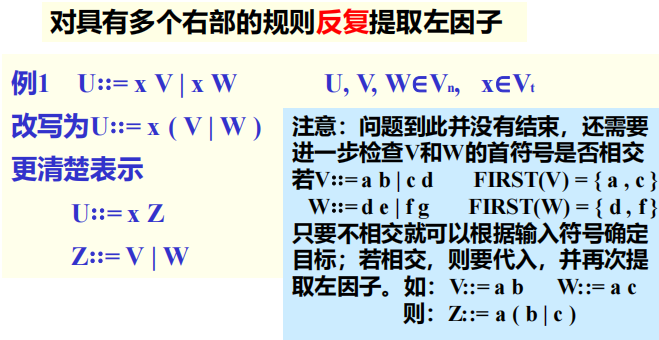 对具有多个右部的规则反复提取左因子
例1 U∷= x V | x W U, V, W∈Vn, x∈Vt
改写为U∷= x ( V | W )
更清楚表示
U∷= x Z
Z∷= V | W
注意：问题到此并没有结束，还需要
进一步检查V和W的首符号是否相交
若V∷= a b | c d FIRST(V) = { a , c }
W∷= d e | f g FIRST(W) = { d , f }
只要不相交就可以根据输入符号确定
目标；若相交，则要代入，并再次提
取左因子。如：V∷= a b W∷= a c
则：Z∷= a ( b | c )